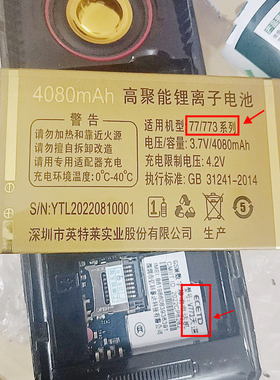 4080mAh 高聚能锂离子电池
警告
请勿加热和靠近火源
请勿擅自拆卸改造
请用专用适配器充电
充电温度:0℃-40℃
适用机型 77/773系列
电压/容量: 3.7V/4080mAh
充电限制电压: 4.2V
执行标准: GB 31241-2014
S/N:YTL20220810001
深圳市英特莱实业股份有限公司 生产